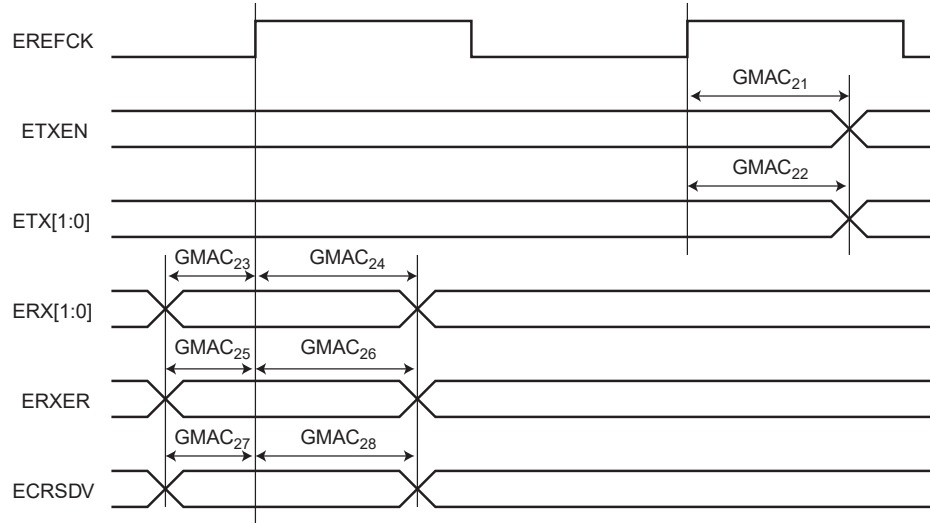 EREFCK
GMAC21
ETXEN
GMAC22
ETX[1:0]
GMAC23 GMAC24
ERX[1:0]
GMAC25 GMAC26
ERXER
GMAC27 GMAC28
ECRSDV